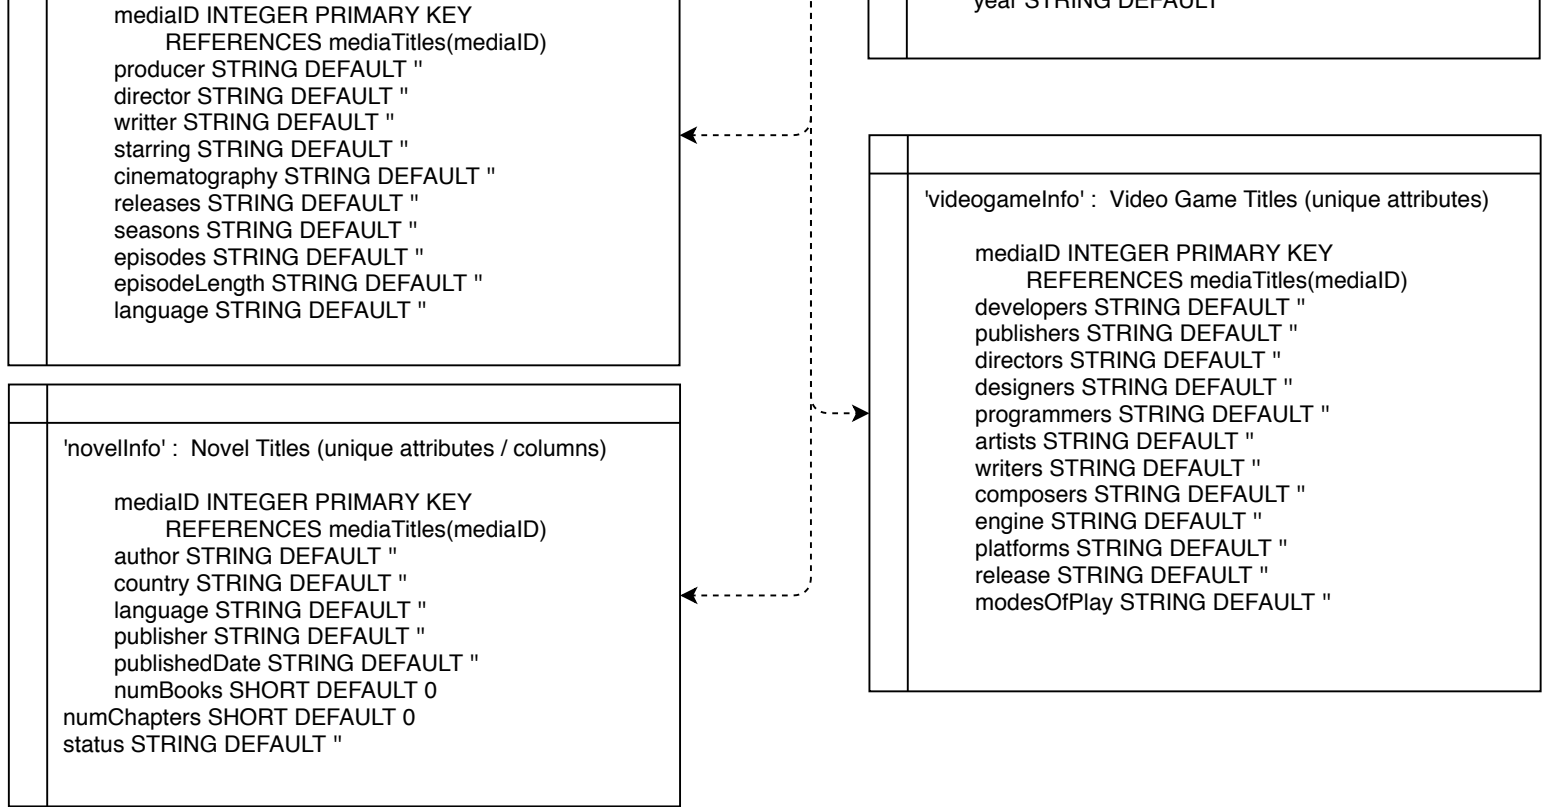 mediaID INTEGER PRIMARY KEY
REFERENCES mediaTitles(mediaID)
producer STRING DEFAULT ''
director STRING DEFAULT ''
writter STRING DEFAULT ''
starring STRING DEFAULT ''
cinematography STRING DEFAULT ''
releases STRING DEFAULT ''
seasons STRING DEFAULT ''
episodes STRING DEFAULT ''
episodeLength STRING DEFAULT ''
language STRING DEFAULT ''
'novelInfo' :  Novel Titles (unique attributes / columns)
mediaID INTEGER PRIMARY KEY
REFERENCES mediaTitles(mediaID)
author STRING DEFAULT ''
country STRING DEFAULT ''
language STRING DEFAULT ''
publisher STRING DEFAULT ''
publishedDate STRING DEFAULT ''
numBooks SHORT DEFAULT 0
numChapters SHORT DEFAULT 0
status STRING DEFAULT ''
year STRING DEFAULT
'videogameInfo' :  Video Game Titles (unique attributes)
mediaID INTEGER PRIMARY KEY
REFERENCES mediaTitles(mediaID)
developers STRING DEFAULT ''
publishers STRING DEFAULT ''
directors STRING DEFAULT ''
designers STRING DEFAULT ''
programmers STRING DEFAULT ''
artists STRING DEFAULT ''
writers STRING DEFAULT ''
composers STRING DEFAULT ''
engine STRING DEFAULT ''
platforms STRING DEFAULT ''
release STRING DEFAULT ''
modesOfPlay STRING DEFAULT ''